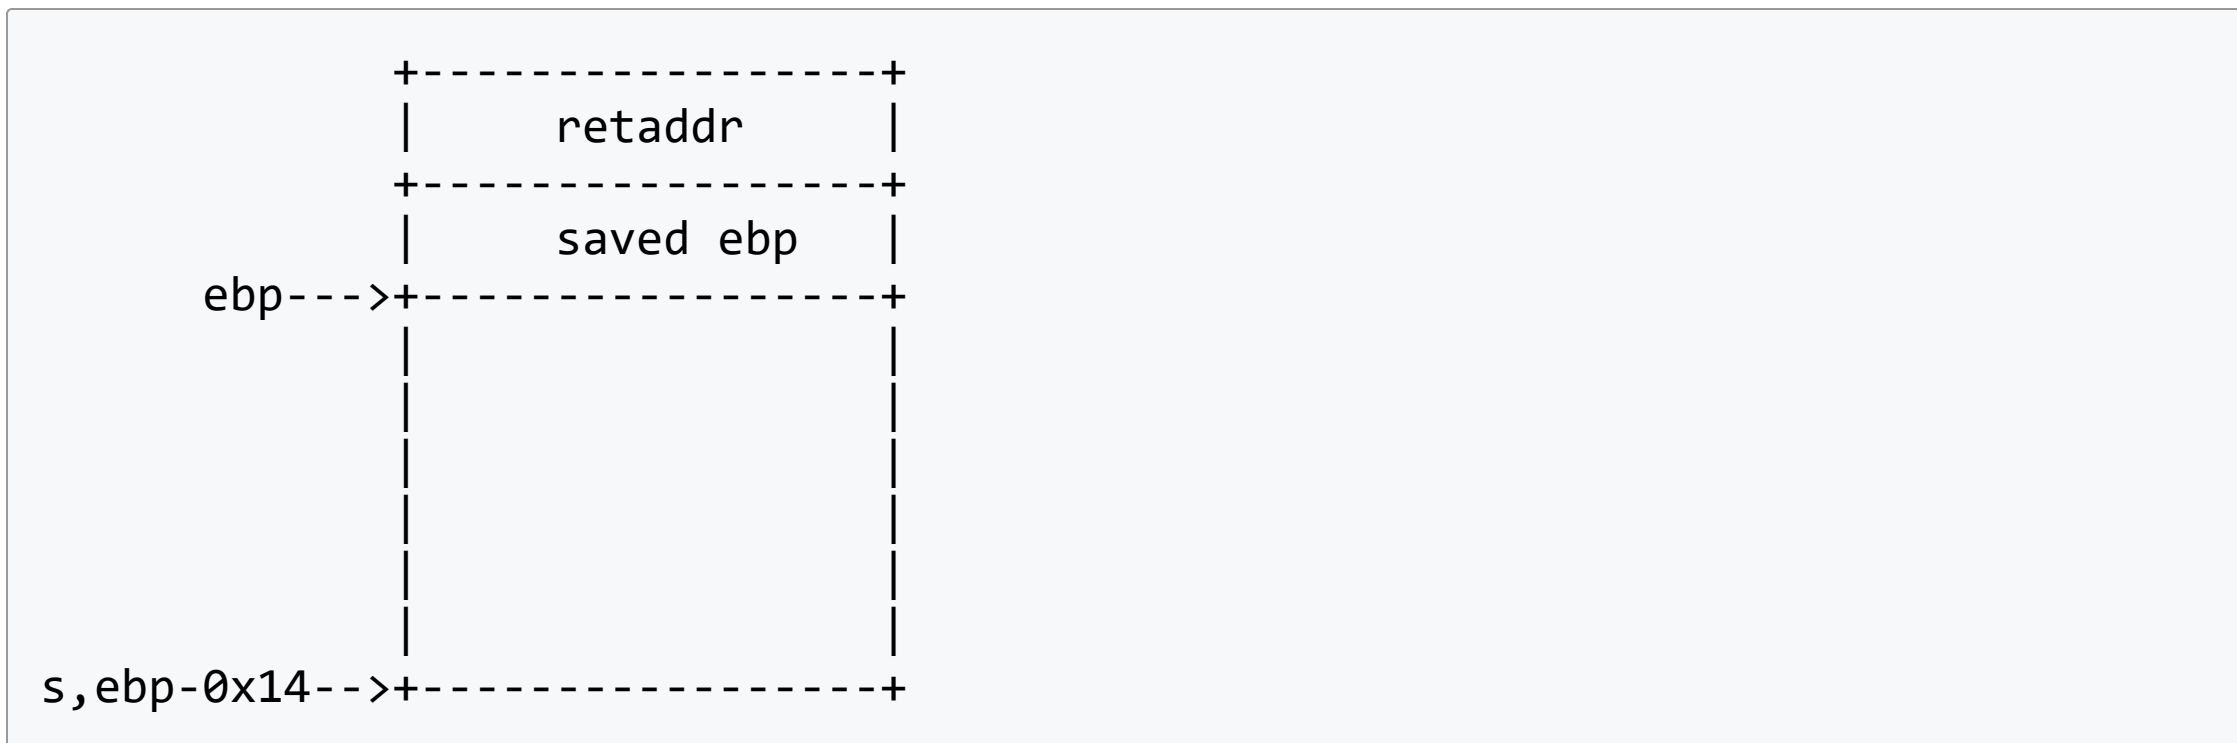 +-----------------+
|     retaddr     |
+-----------------+
|     saved ebp   |
ebp--->+-----------------+
|                 |
|                 |
|                 |
|                 |
|                 |
|                 |
s,ebp-0x14-->+-----------------+